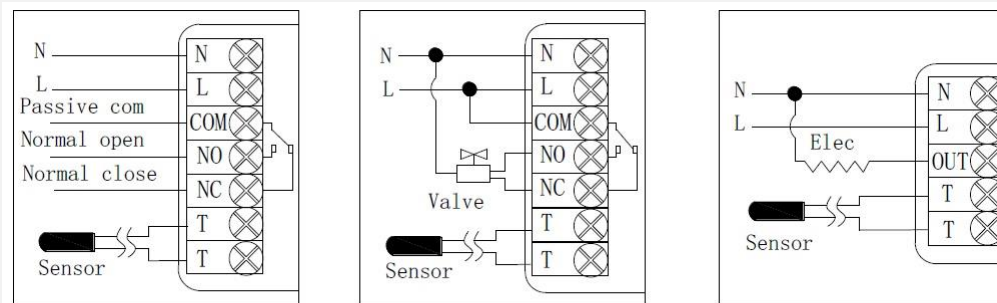 N
L
Passive com
Normal open
Normal close
Sensor
N
L
COM
NO
NC
T
T
N
L
Valve
Sensor
N
L
COM
NO
NC
T
T
N
L
Elec
Sensor
N
L
OUT
T
T